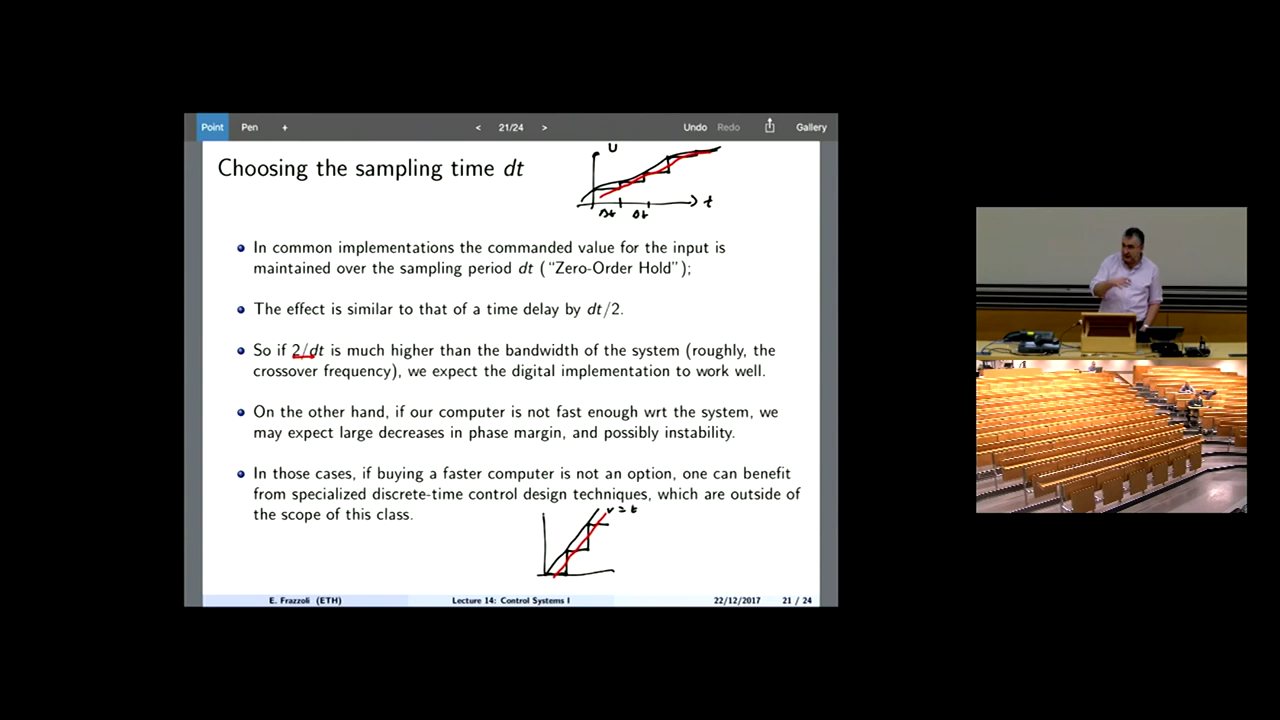 Point Pen + < 21/24 > Undo Redo Gallery
Choosing the sampling time dt
U
t
Δt Δt
In common implementations the commanded value for the input is
maintained over the sampling period dt (“Zero-Order Hold”);
The effect is similar to that of a time delay by dt/2.
So if 2/dt is much higher than the bandwidth of the system (roughly, the
crossover frequency), we expect the digital implementation to work well.
On the other hand, if our computer is not fast enough wrt the system, we
may expect large decreases in phase margin, and possibly instability.
In those cases, if buying a faster computer is not an option, one can benefit
from specialized discrete-time control design techniques, which are outside of
the scope of this class.
u=t
E. Frazzoli (ETH) Lecture 14: Control Systems I 22/12/2017 21 / 24